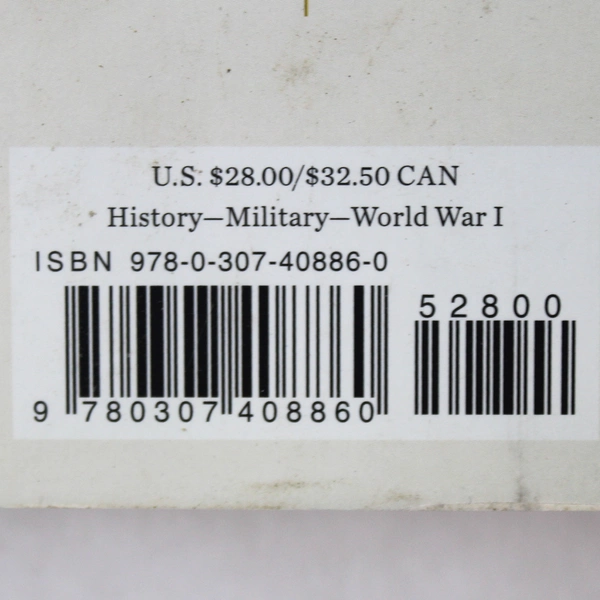 U.S. $28.00/$32.50 CAN
History—Military—World War I
ISBN 978-0-307-40886-0
52800
9 780307 408860